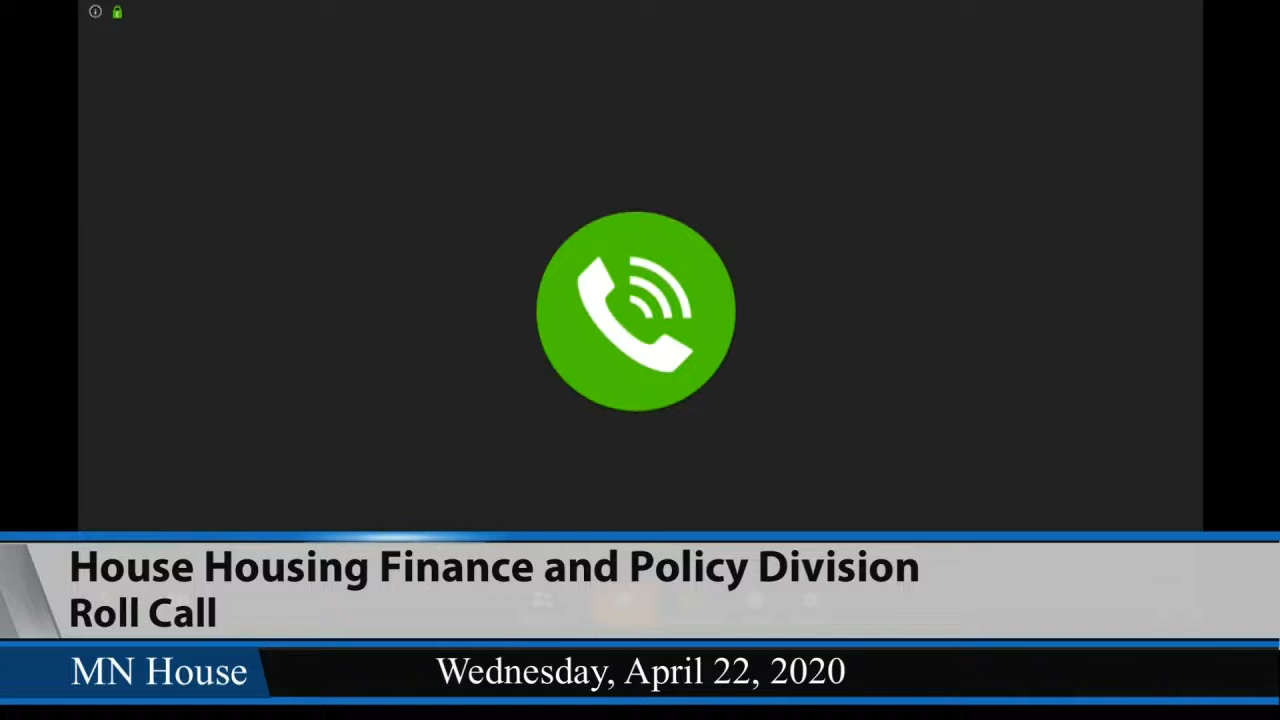 House Housing Finance and Policy Division
Roll Call
MN House
Wednesday, April 22, 2020